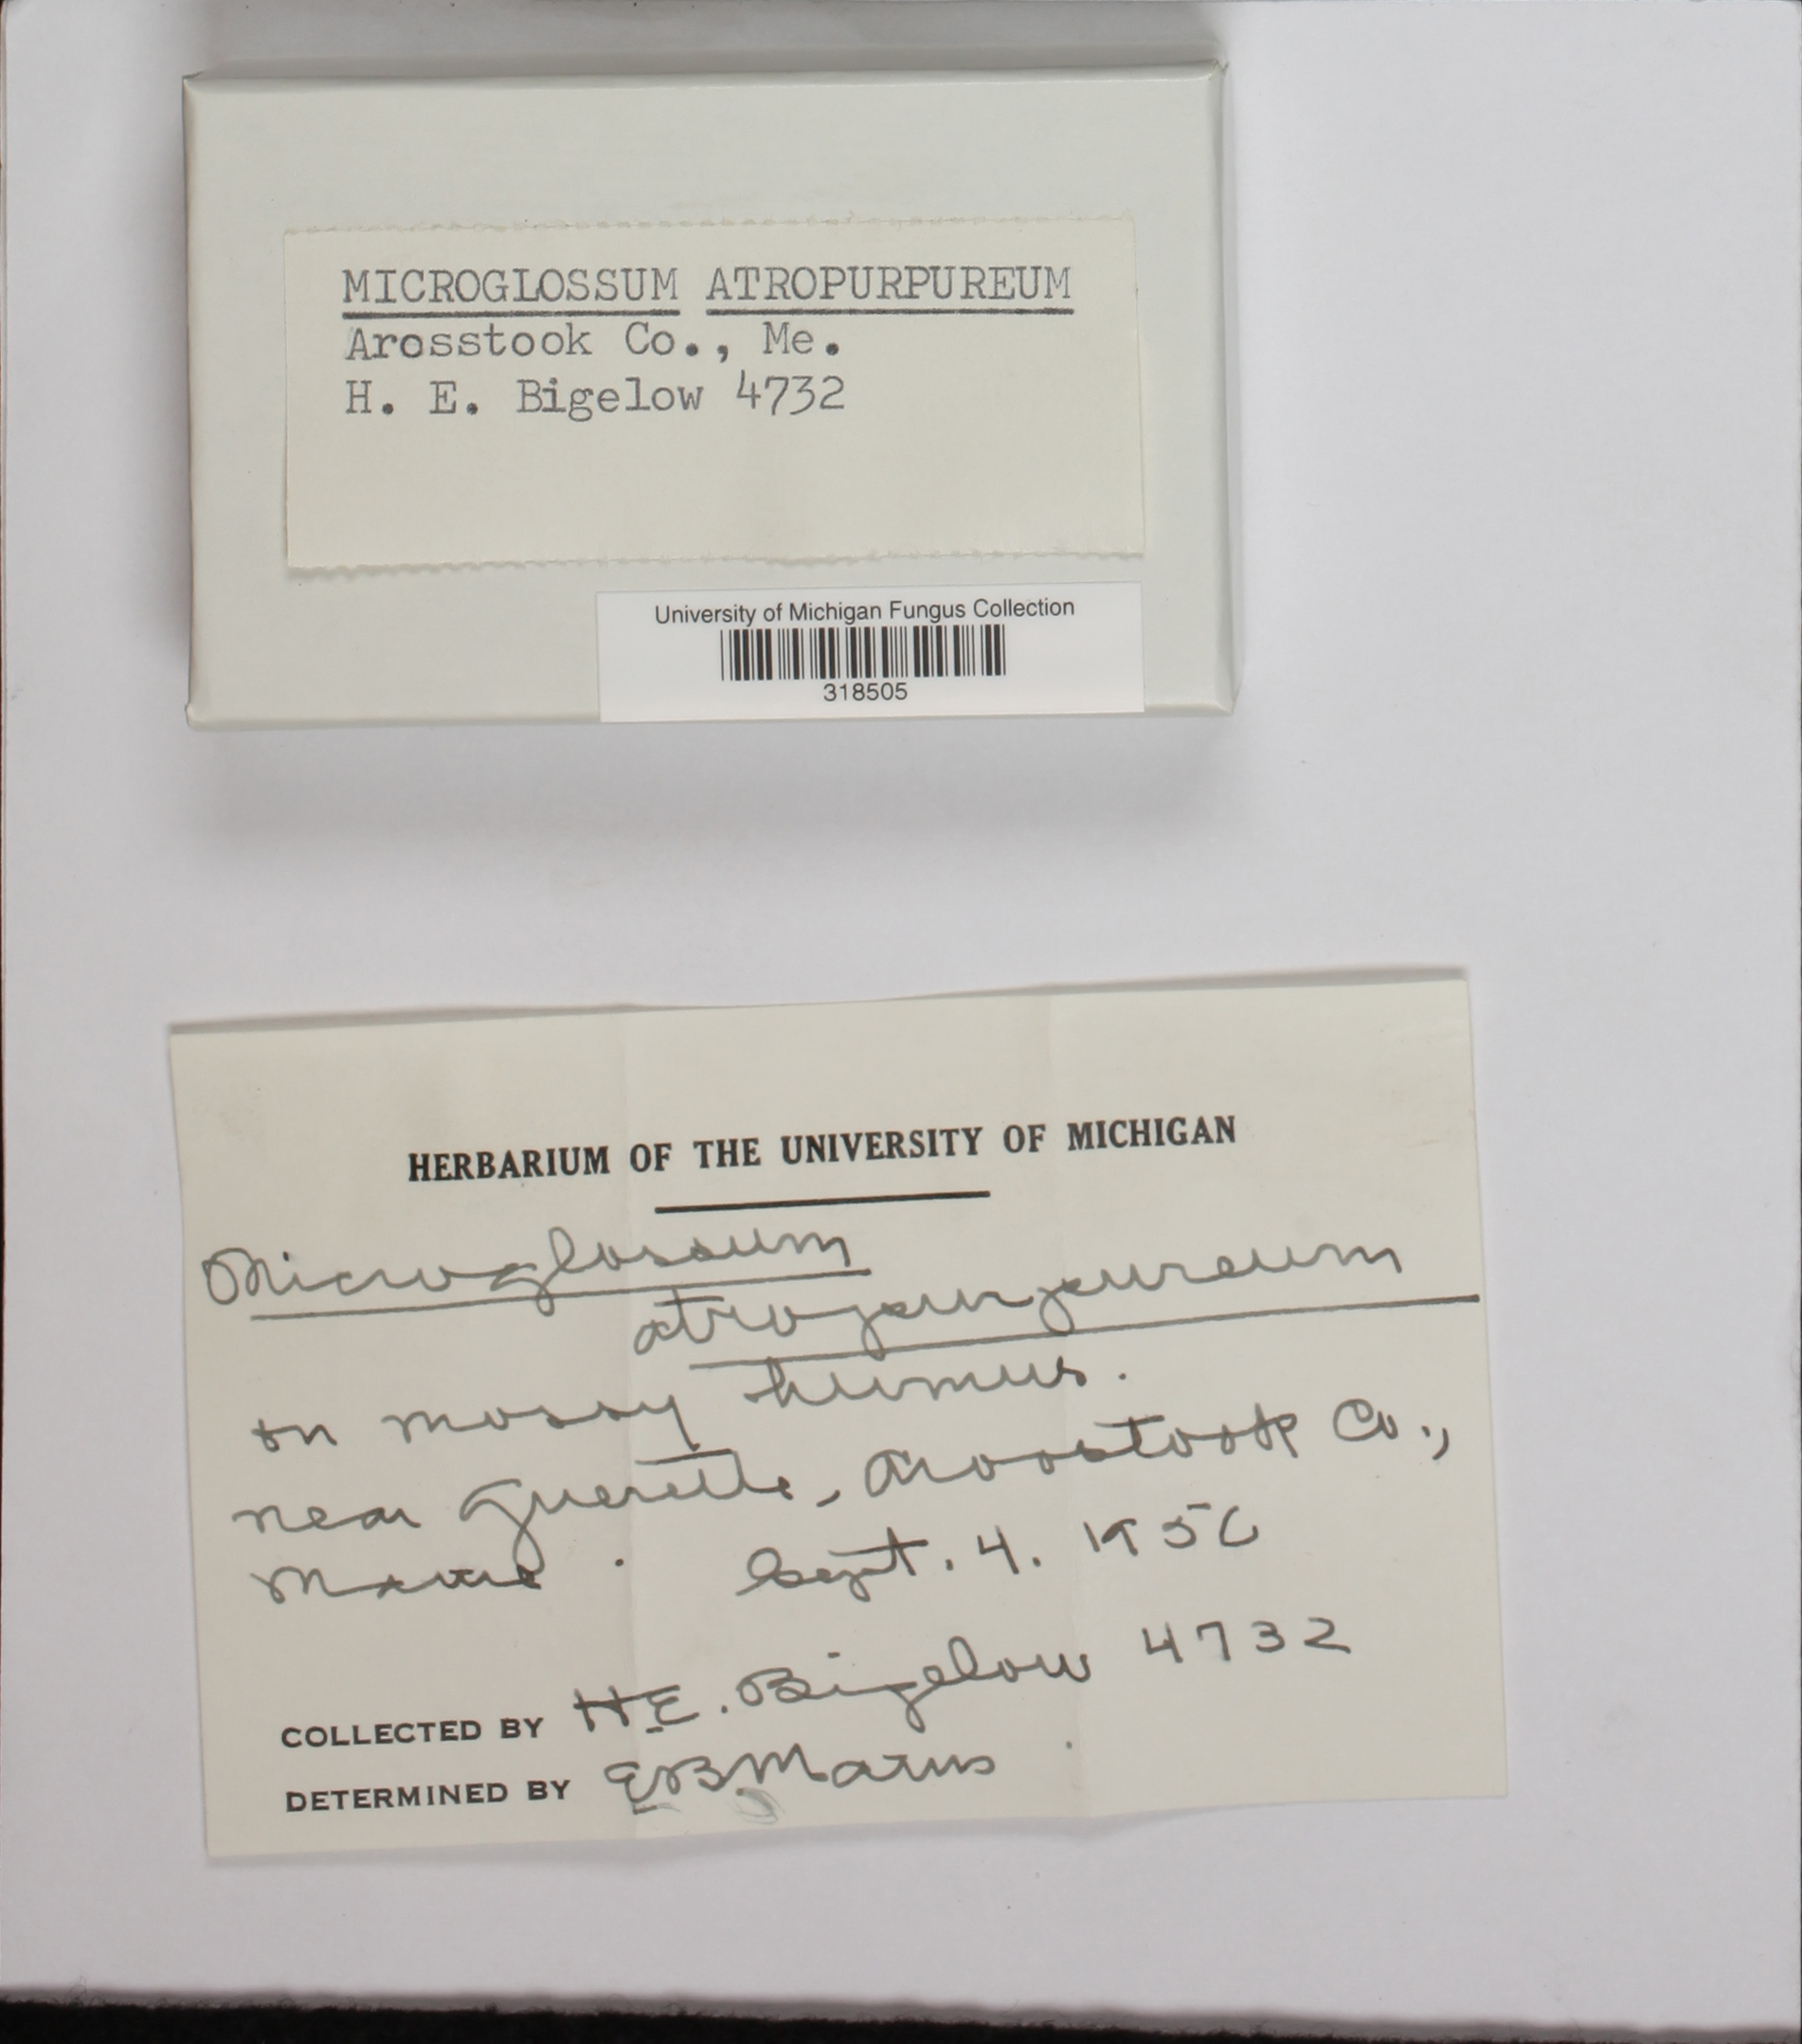 MICROGLOSSUM ATROPURPUREUM
Arosstook Co., Me.
H. E. Bigelow 4732
University of Michigan Fungus Collection
318505
HERBARIUM OF THE UNIVERSITY OF MICHIGAN
Microglossum
atropurpureum
on mossy humus.
near Guerette, Aroostook Co.,
Maine. Sept. 4. 1956
COLLECTED BY H.E. Bigelow 4732
DETERMINED BY EB Mains